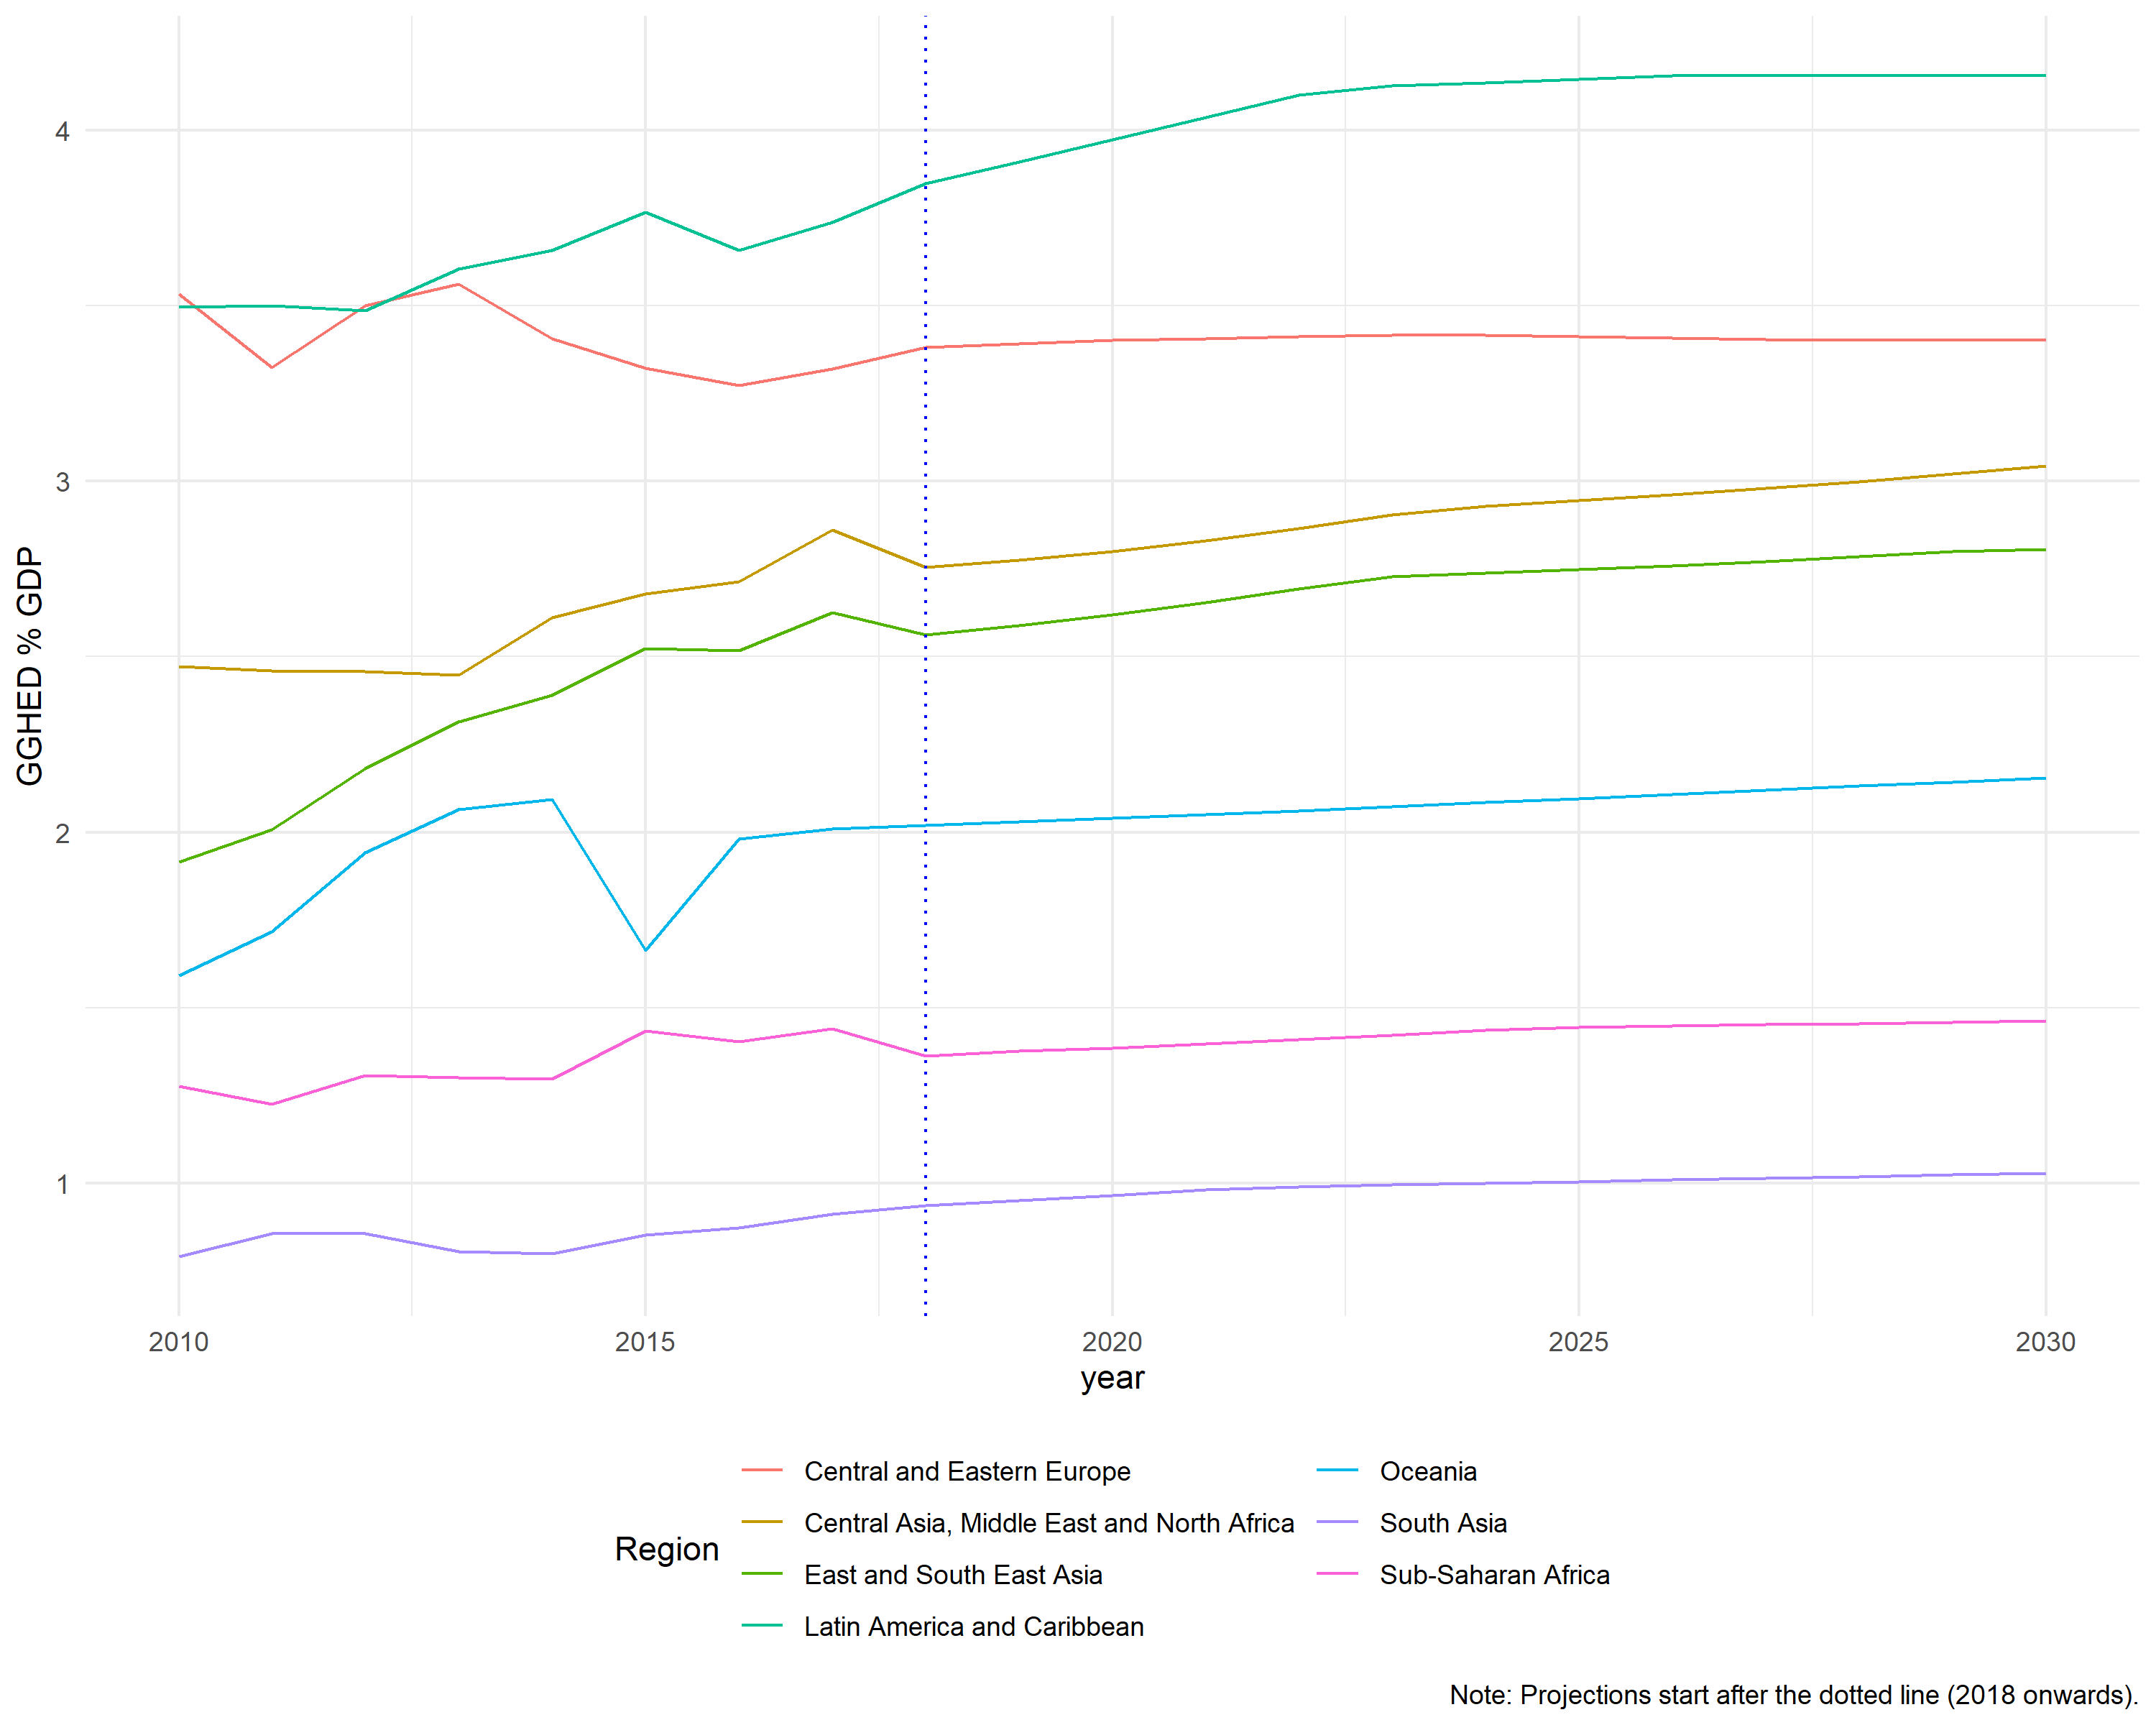 4
3
2
1
GGHED % GDP
2010 2015 2020 2025 2030
year
Region
Central and Eastern Europe
Central Asia, Middle East and North Africa
East and South East Asia
Latin America and Caribbean
Oceania
South Asia
Sub-Saharan Africa
Note: Projections start after the dotted line (2018 onwards).